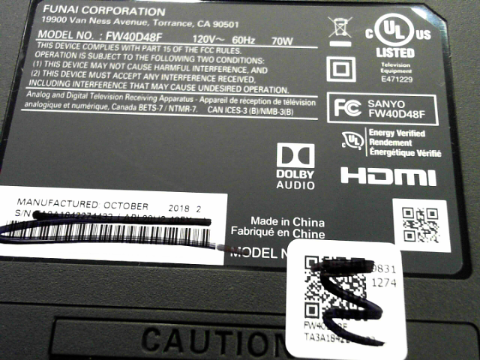 FUNAI CORPORATION
19900 Van Ness Avenue, Torrance, CA 90501
MODEL NO. : FW40D48F 120V~ 60Hz 70W
THIS DEVICE COMPLIES WITH PART 15 OF THE FCC RULES.
OPERATION IS SUBJECT TO THE FOLLOWING TWO CONDITIONS:
(1) THIS DEVICE MAY NOT CAUSE HARMFUL INTERFERENCE, AND
(2) THIS DEVICE MUST ACCEPT ANY INTERFERENCE RECEIVED,
INCLUDING INTERFERENCE THAT MAY CAUSE UNDESIRED OPERATION.
Analog and Digital Television Receiving Apparatus - Appareil de réception de télévision
analogique et numérique, Canada BETS-7 / NTMR-7. CAN ICES-3 (B)/NMB-3(B)
C UL US
LISTED
Television
Equipment
E471229
FC SANYO
FW40D48F
UL Energy Verified
Rendement
Énergétique Vérifié
DOLBY
AUDIO
HDMI
MANUFACTURED: OCTOBER 2018 2
S/N
Made in China
Fabriqué en Chine
MODEL N
9831
1274
CAUTION